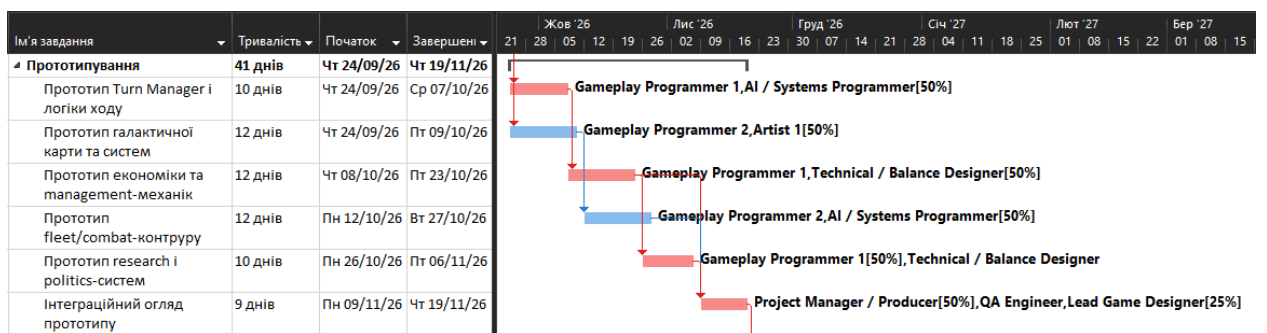 Ім'я завдання Тривалість Початок Завершені
Жов '26 Лис '26 Груд '26 Січ '27 Лют '27 Бер '27
21 28 05 12 19 26 02 09 16 23 30 07 14 21 28 04 11 18 25 01 08 15 22 01 08 15
Прототипування 41 днів Чт 24/09/26 Чт 19/11/26
Прототип Turn Manager і
логіки ходу
10 днів Чт 24/09/26 Ср 07/10/26
Gameplay Programmer 1,AI / Systems Programmer[50%]
Прототип галактичної
карти та систем
12 днів Чт 24/09/26 Пт 09/10/26
Gameplay Programmer 2,Artist 1[50%]
Прототип економіки та
management-механік
12 днів Чт 08/10/26 Пт 23/10/26
Gameplay Programmer 1,Technical / Balance Designer[50%]
Прототип
fleet/combat-контруру
12 днів Пн 12/10/26 Вт 27/10/26
Gameplay Programmer 2,AI / Systems Programmer[50%]
Прототип research і
politics-систем
10 днів Пн 26/10/26 Пт 06/11/26
Gameplay Programmer 1[50%],Technical / Balance Designer
Інтеграційний огляд
прототипу
9 днів Пн 09/11/26 Чт 19/11/26
Project Manager / Producer[50%],QA Engineer,Lead Game Designer[25%]